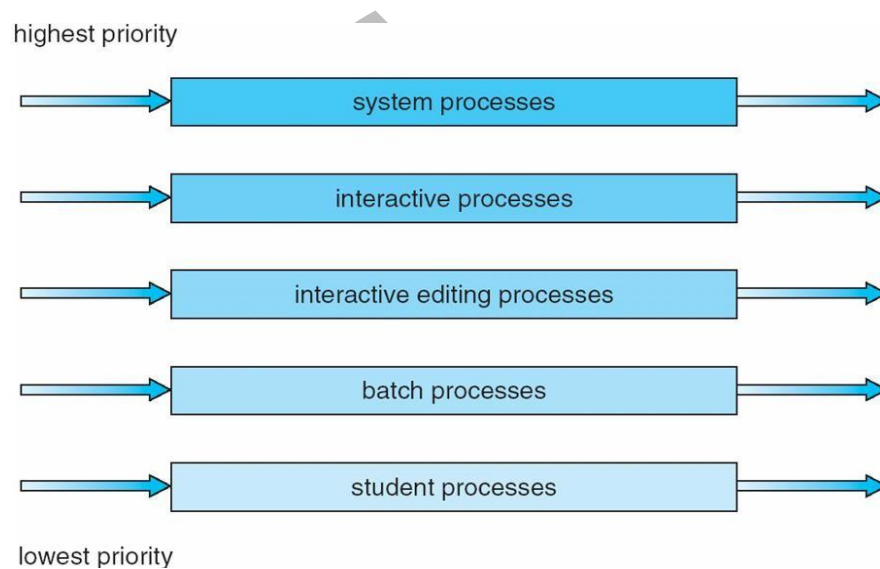 highest priority
system processes
interactive processes
interactive editing processes
batch processes
student processes
lowest priority